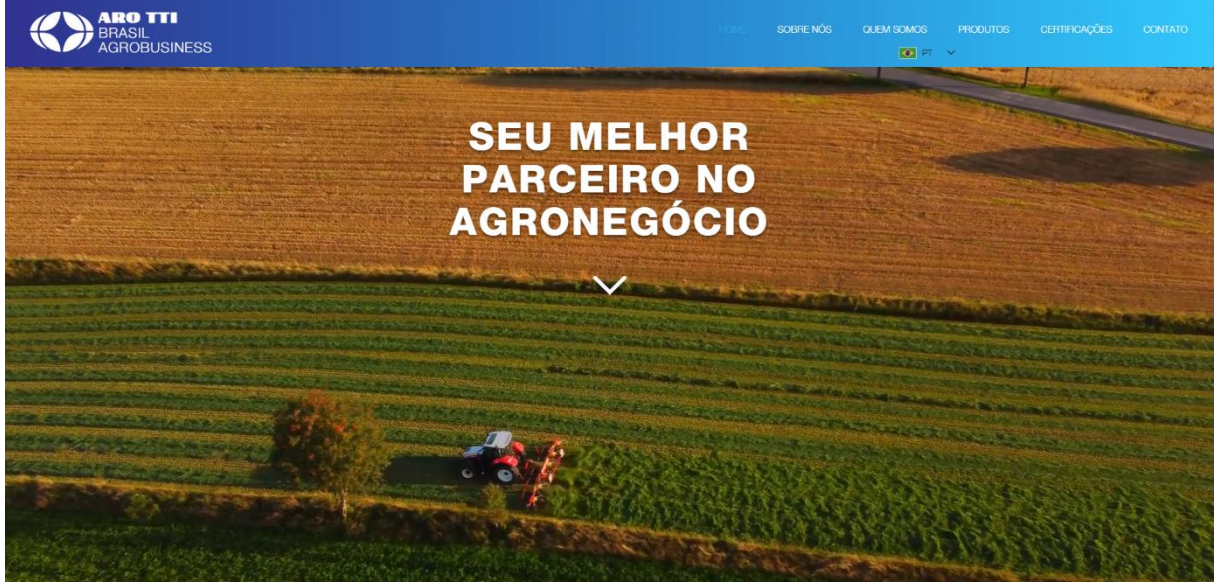 ARO TTI
BRASIL
AGROBUSINESS
HOME SOBRE NÓS QUEM SOMOS PRODUTOS CERTIFICAÇÕES CONTATO
PT
SEU MELHOR
PARCEIRO NO
AGRONEGÓCIO